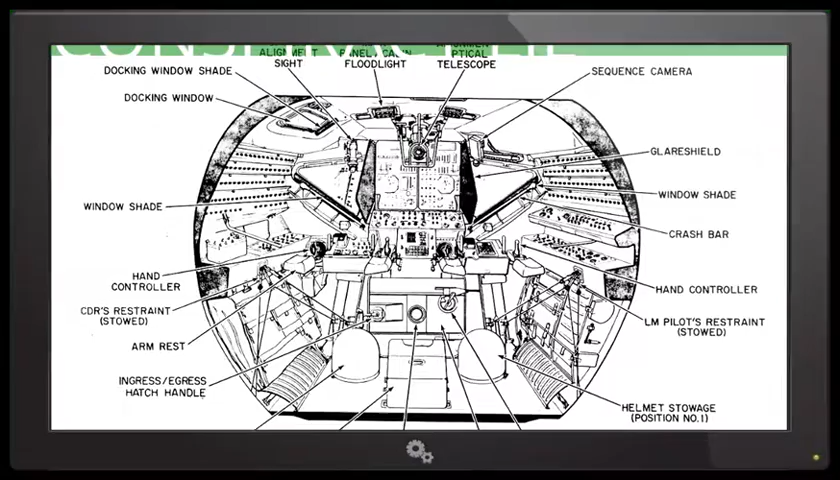 ALIGNMENT
SIGHT
FLOODLIGHT
TELESCOPE
DOCKING WINDOW SHADE
SEQUENCE CAMERA
DOCKING WINDOW
GLARESHIELD
WINDOW SHADE
WINDOW SHADE
CRASH BAR
HAND
CONTROLLER
HAND CONTROLLER
CDR'S RESTRAINT
(STOWED)
LM PILOT'S RESTRAINT
(STOWED)
ARM REST
INGRESS/EGRESS
HATCH HANDLE
HELMET STOWAGE
(POSITION NO.1)